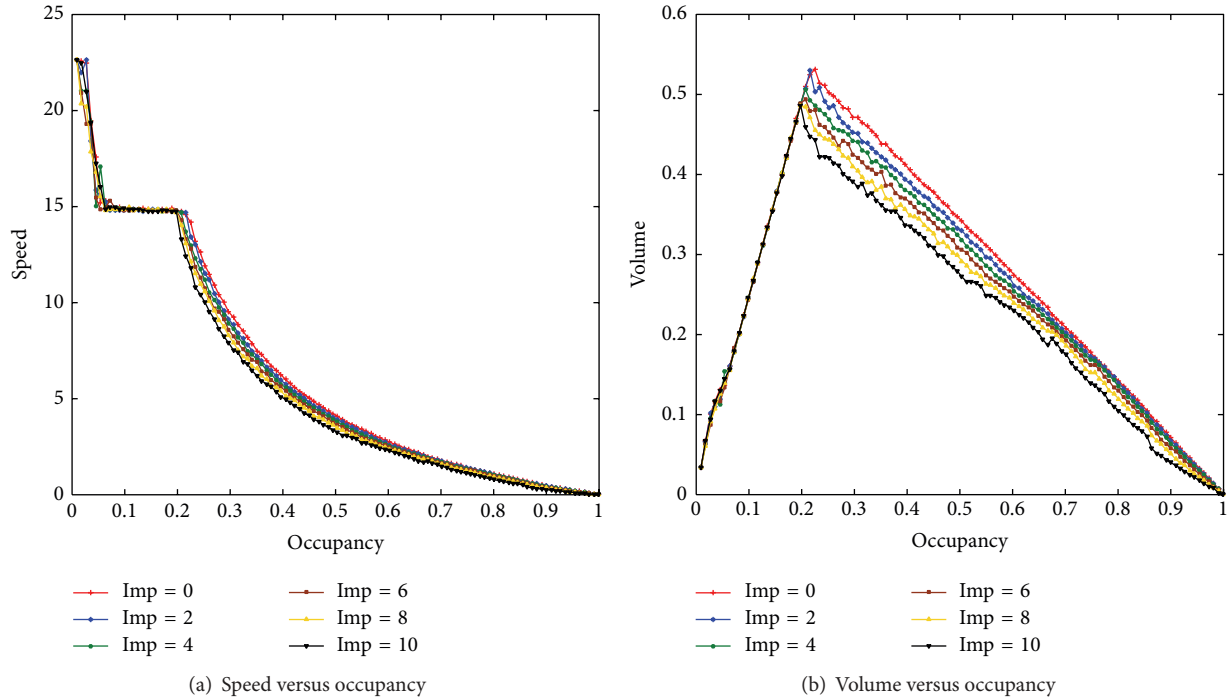 25
20
15
10
5
0
Speed
0 0.1 0.2 0.3 0.4 0.5 0.6 0.7 0.8 0.9 1
Occupancy
Imp = 0
Imp = 2
Imp = 4
Imp = 6
Imp = 8
Imp = 10
(a) Speed versus occupancy
0.6
0.5
0.4
0.3
0.2
0.1
0
Volume
0 0.1 0.2 0.3 0.4 0.5 0.6 0.7 0.8 0.9 1
Occupancy
Imp = 0
Imp = 2
Imp = 4
Imp = 6
Imp = 8
Imp = 10
(b) Volume versus occupancy